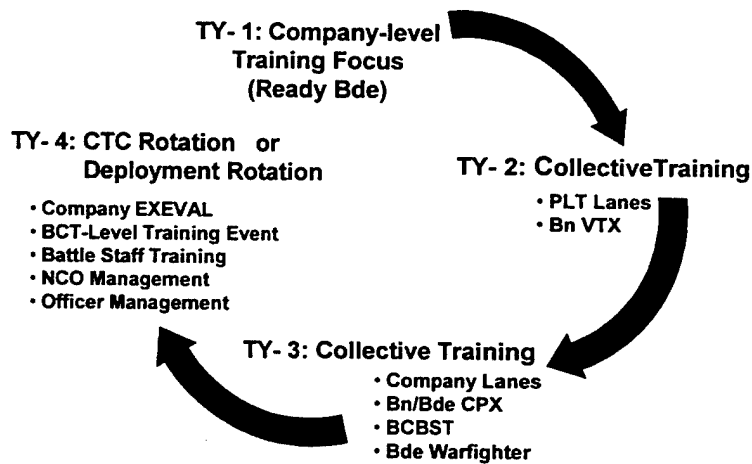 TY- 1: Company-level
Training Focus
(Ready Bde)
TY- 2: CollectiveTraining
• PLT Lanes
• Bn VTX
TY- 3: Collective Training
• Company Lanes
• Bn/Bde CPX
• BCBST
• Bde Warfighter
TY- 4: CTC Rotation or
Deployment Rotation
• Company EXEVAL
• BCT-Level Training Event
• Battle Staff Training
• NCO Management
• Officer Management